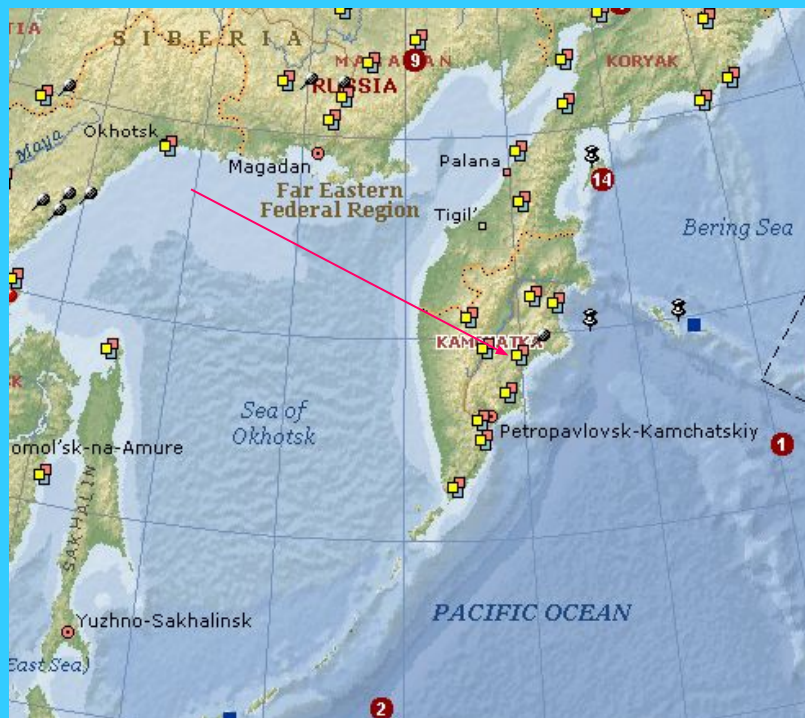 SIBERIA
MAGADAN
9
KORYAK
RUSSIA
Okhotsk
Maya
Magadan
Palana
14
Far Eastern
Federal Region
Tigil'
Bering Sea
KAMCHATKA
Sea of
Okhotsk
Petropavlovsk-Kamchatskiy
1
omol'sk-na-Amure
SAKHALIN
PACIFIC OCEAN
Yuzhno-Sakhalinsk
East Sea)
2